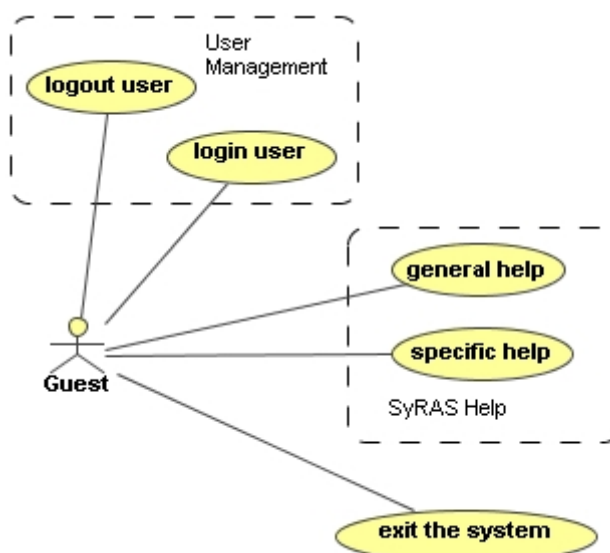 User
Management
logout user
login user
general help
specific help
Guest
SyRAS Help
exit the system